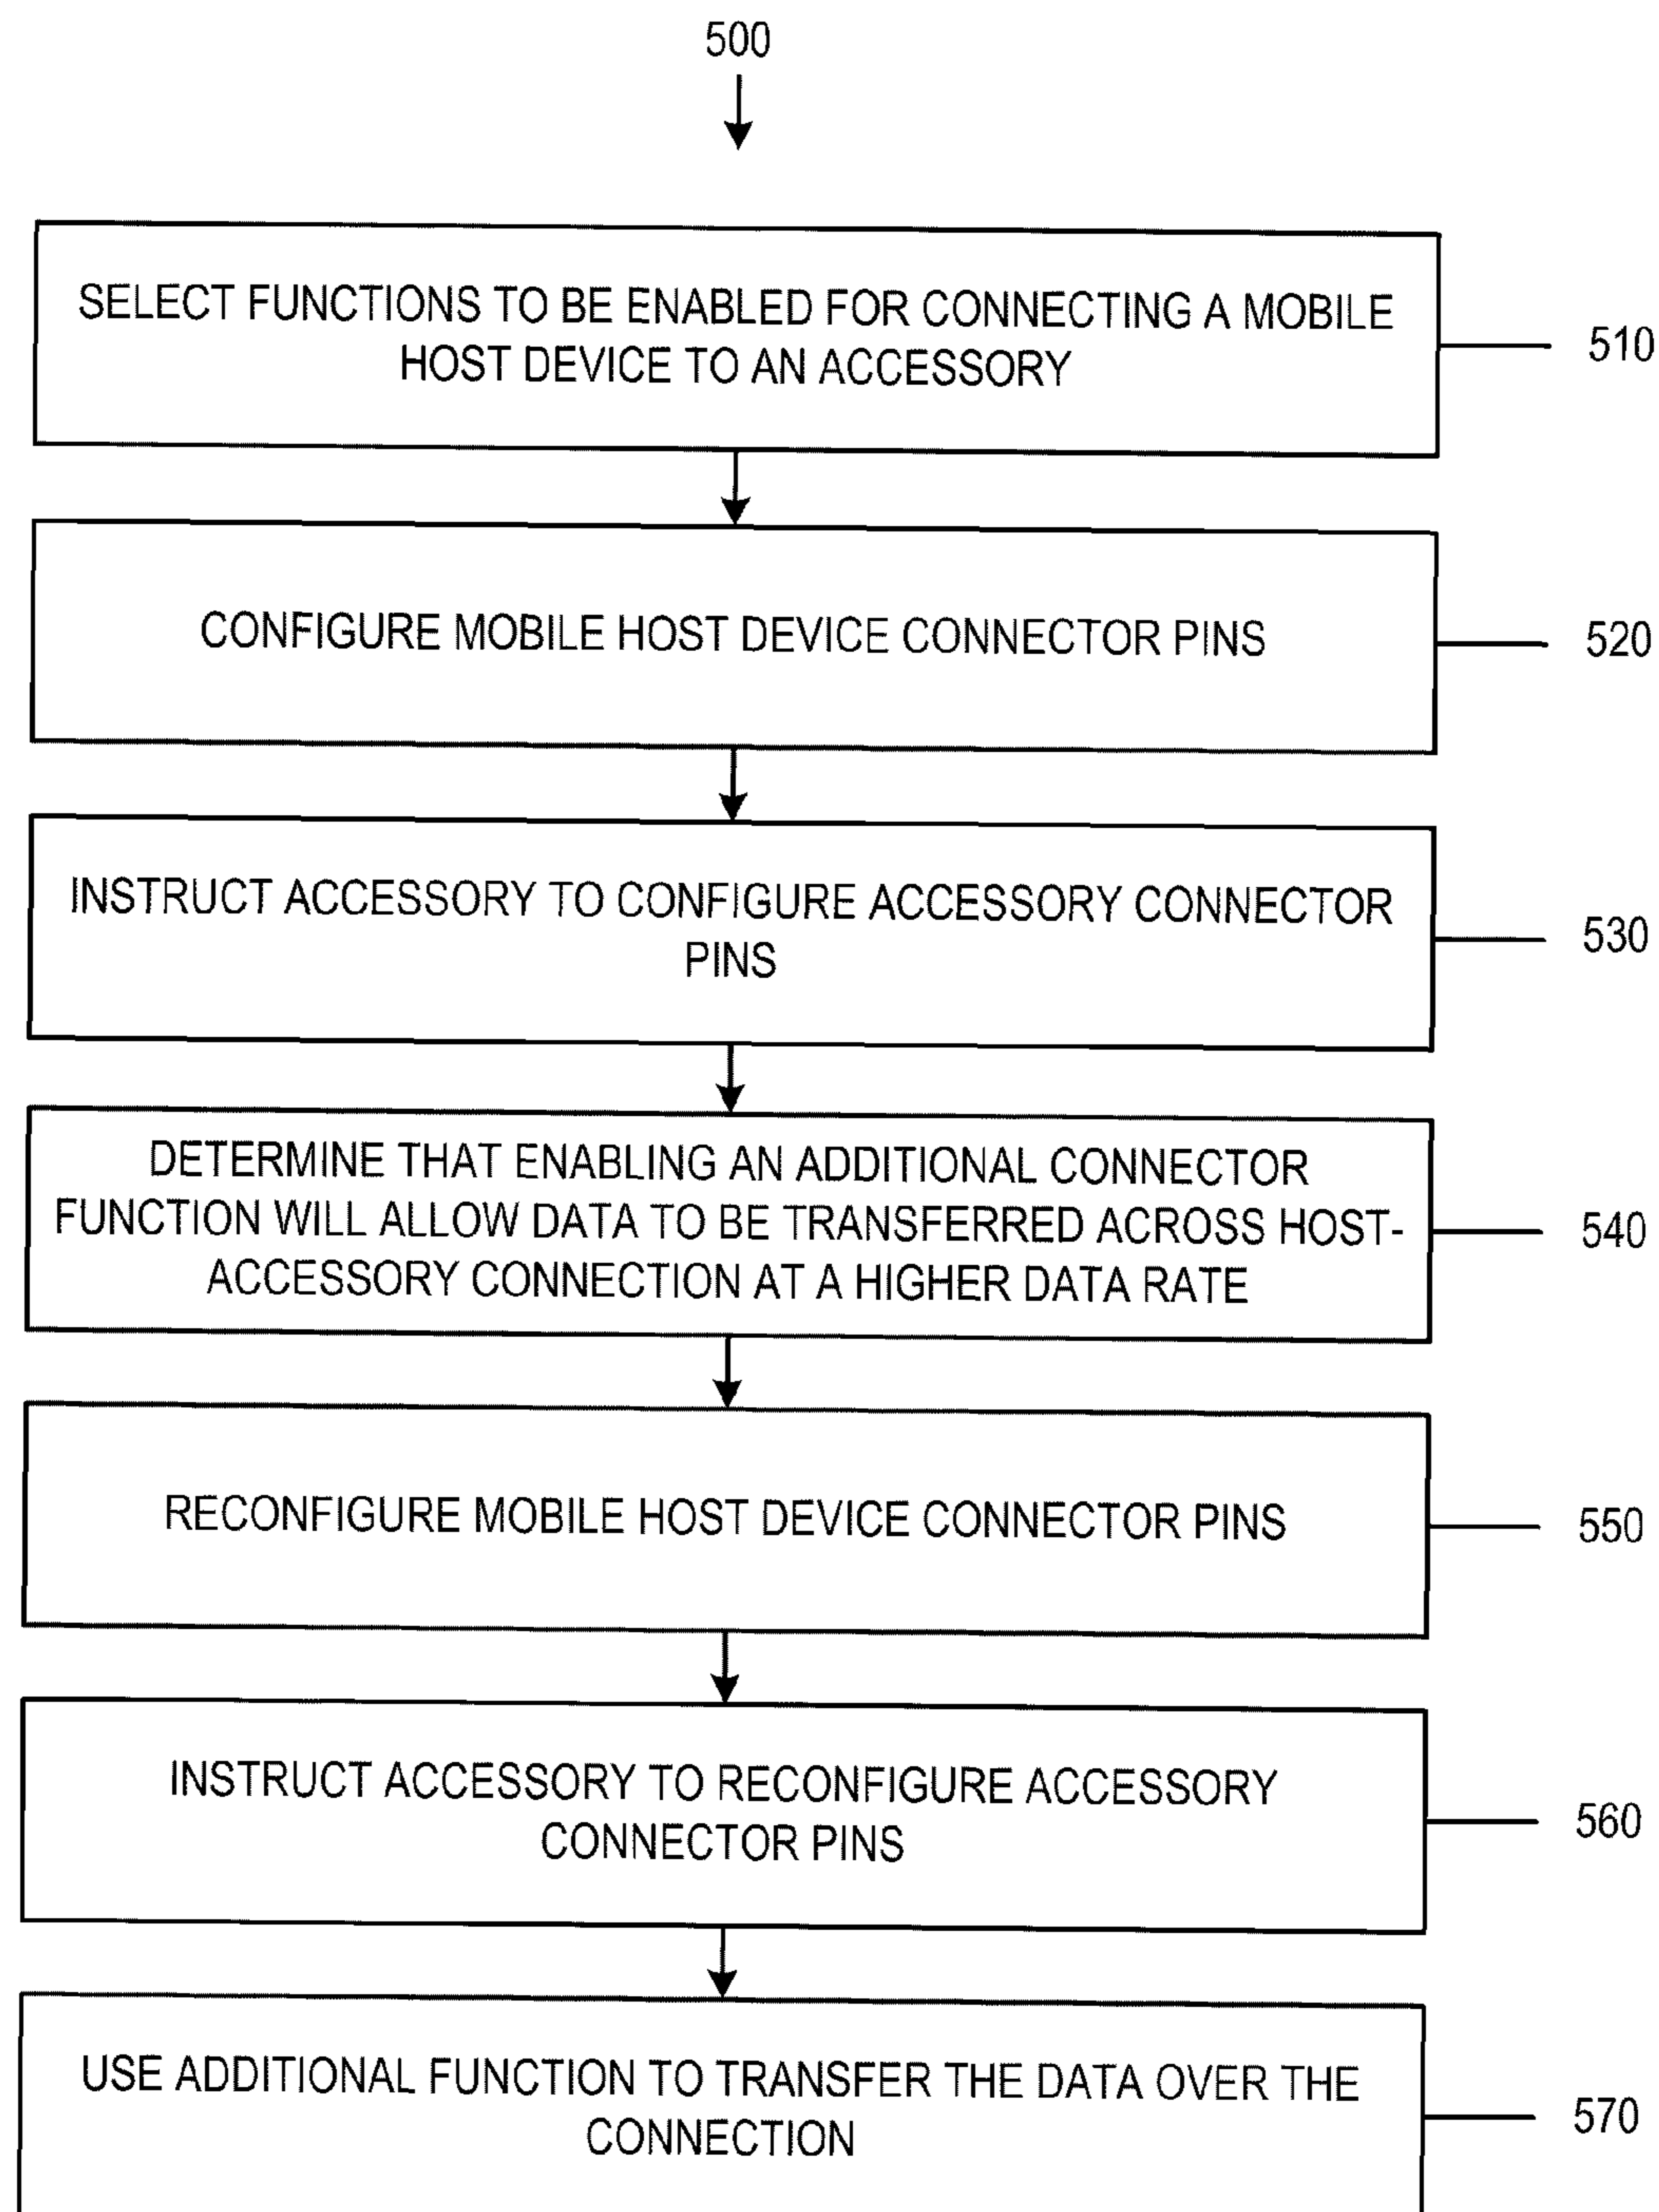 500
SELECT FUNCTIONS TO BE ENABLED FOR CONNECTING A MOBILE
HOST DEVICE TO AN ACCESSORY
510
CONFIGURE MOBILE HOST DEVICE CONNECTOR PINS
520
INSTRUCT ACCESSORY TO CONFIGURE ACCESSORY CONNECTOR
PINS
530
DETERMINE THAT ENABLING AN ADDITIONAL CONNECTOR
FUNCTION WILL ALLOW DATA TO BE TRANSFERRED ACROSS HOST-
ACCESSORY CONNECTION AT A HIGHER DATA RATE
540
RECONFIGURE MOBILE HOST DEVICE CONNECTOR PINS
550
INSTRUCT ACCESSORY TO RECONFIGURE ACCESSORY
CONNECTOR PINS
560
USE ADDITIONAL FUNCTION TO TRANSFER THE DATA OVER THE
CONNECTION
570